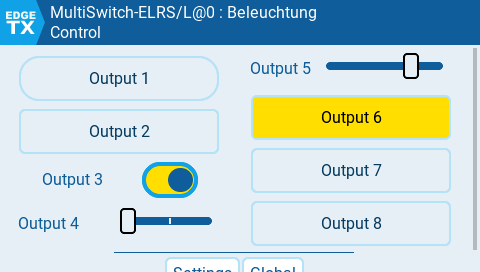 EDGE
TX
MultiSwitch-ELRS/L@0 : Beleuchtung
Control
Output 1
Output 5
Output 2
Output 6
Output 3
Output 7
Output 4
Output 8
Settings
Global